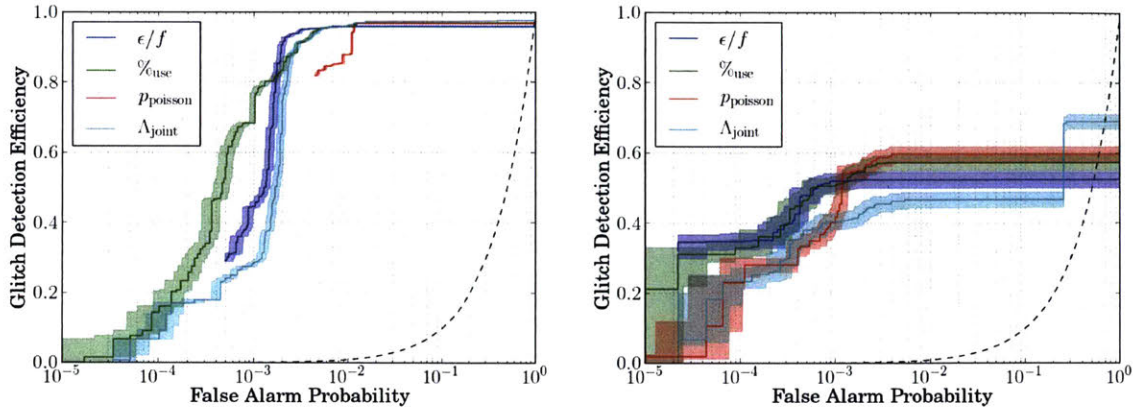 1.0
0.8
0.6
0.4
0.2
0.0
Glitch Detection Efficiency
ϵ/f
%use
ppoisson
Λjoint
10⁻⁵ 10⁻⁴ 10⁻³ 10⁻² 10⁻¹ 10⁰
False Alarm Probability
1.0
0.8
0.6
0.4
0.2
0.0
Glitch Detection Efficiency
ϵ/f
%use
ppoisson
Λjoint
10⁻⁵ 10⁻⁴ 10⁻³ 10⁻² 10⁻¹ 10⁰
False Alarm Probability